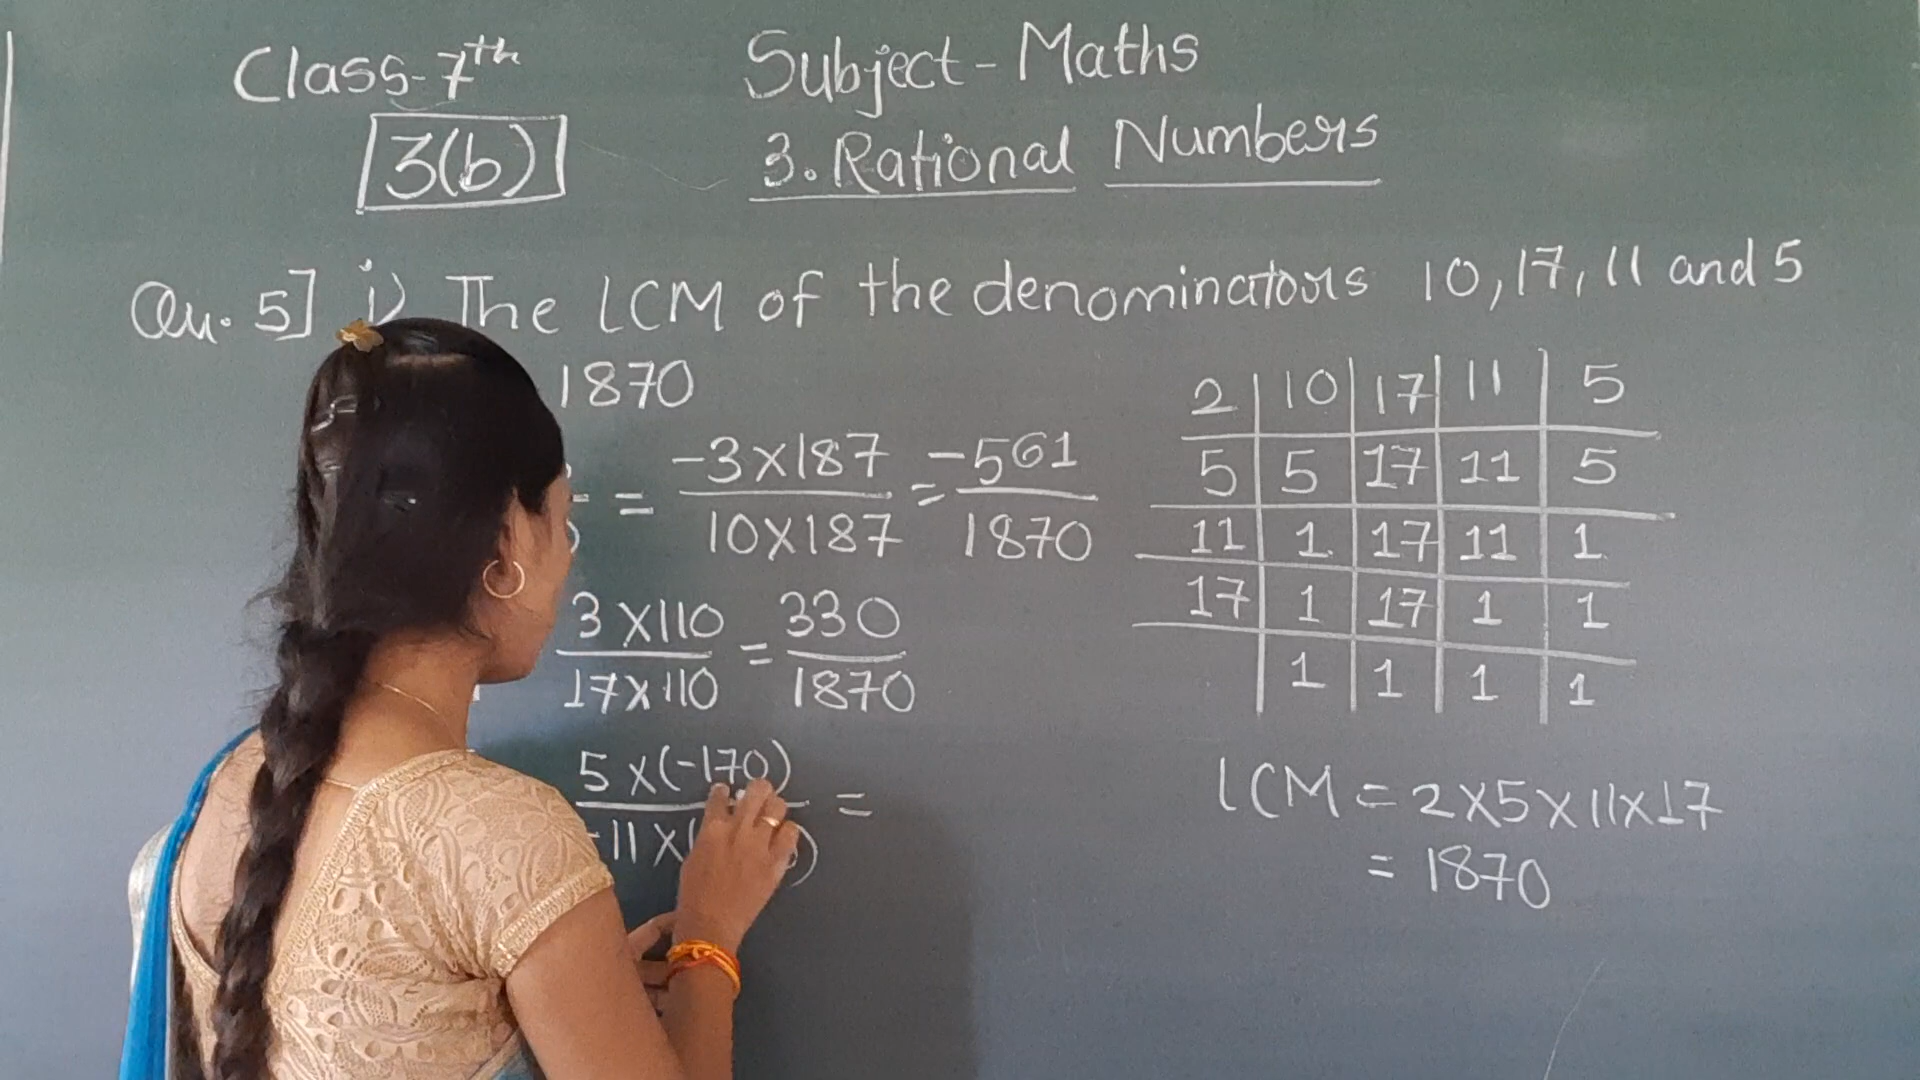 Class-7th Subject - Maths
3(b) 3. Rational Numbers
Qu. 5] i) The LCM of the denominators 10, 17, 11 and 5
1870
= -3×187 = -561
10×187 1870
3×110 = 330
17×110 1870
5×(-170) =
-11×(
2 10 17 11 5
5 5 17 11 5
11 1 17 11 1
17 1 17 1 1
1 1 1 1
LCM = 2×5×11×17
= 1870